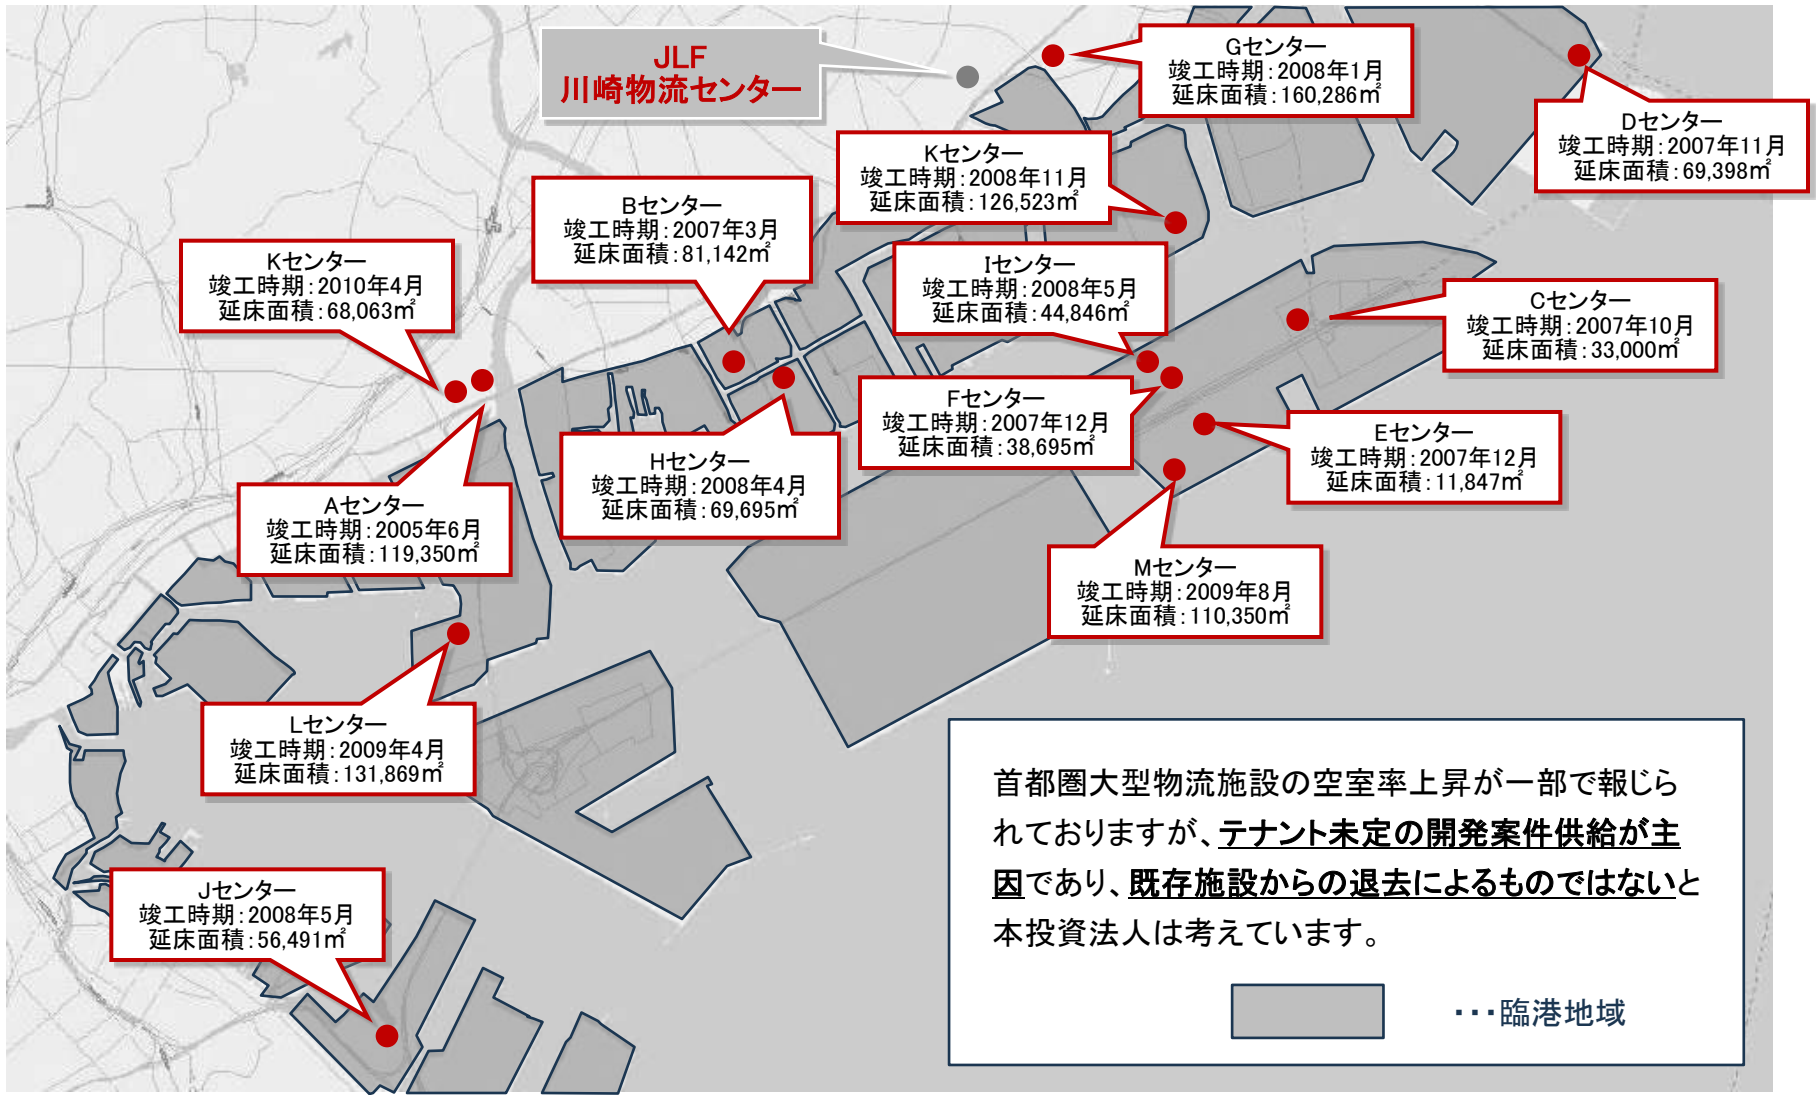 JLF
川崎物流センター
Gセンター
竣工時期：2008年1月
延床面積：160,286㎡
Dセンター
竣工時期：2007年11月
延床面積：69,398㎡
Kセンター
竣工時期：2008年11月
延床面積：126,523㎡
Bセンター
竣工時期：2007年3月
延床面積：81,142㎡
Kセンター
竣工時期：2010年4月
延床面積：68,063㎡
Iセンター
竣工時期：2008年5月
延床面積：44,846㎡
Cセンター
竣工時期：2007年10月
延床面積：33,000㎡
Fセンター
竣工時期：2007年12月
延床面積：38,695㎡
Eセンター
竣工時期：2007年12月
延床面積：11,847㎡
Hセンター
竣工時期：2008年4月
延床面積：69,695㎡
Aセンター
竣工時期：2005年6月
延床面積：119,350㎡
Mセンター
竣工時期：2009年8月
延床面積：110,350㎡
Lセンター
竣工時期：2009年4月
延床面積：131,869㎡
Jセンター
竣工時期：2008年5月
延床面積：56,491㎡
首都圏大型物流施設の空室率上昇が一部で報じら
れておりますが、テナント未定の開発案件供給が主
因であり、既存施設からの退去によるものではないと
本投資法人は考えています。
・・・臨港地域